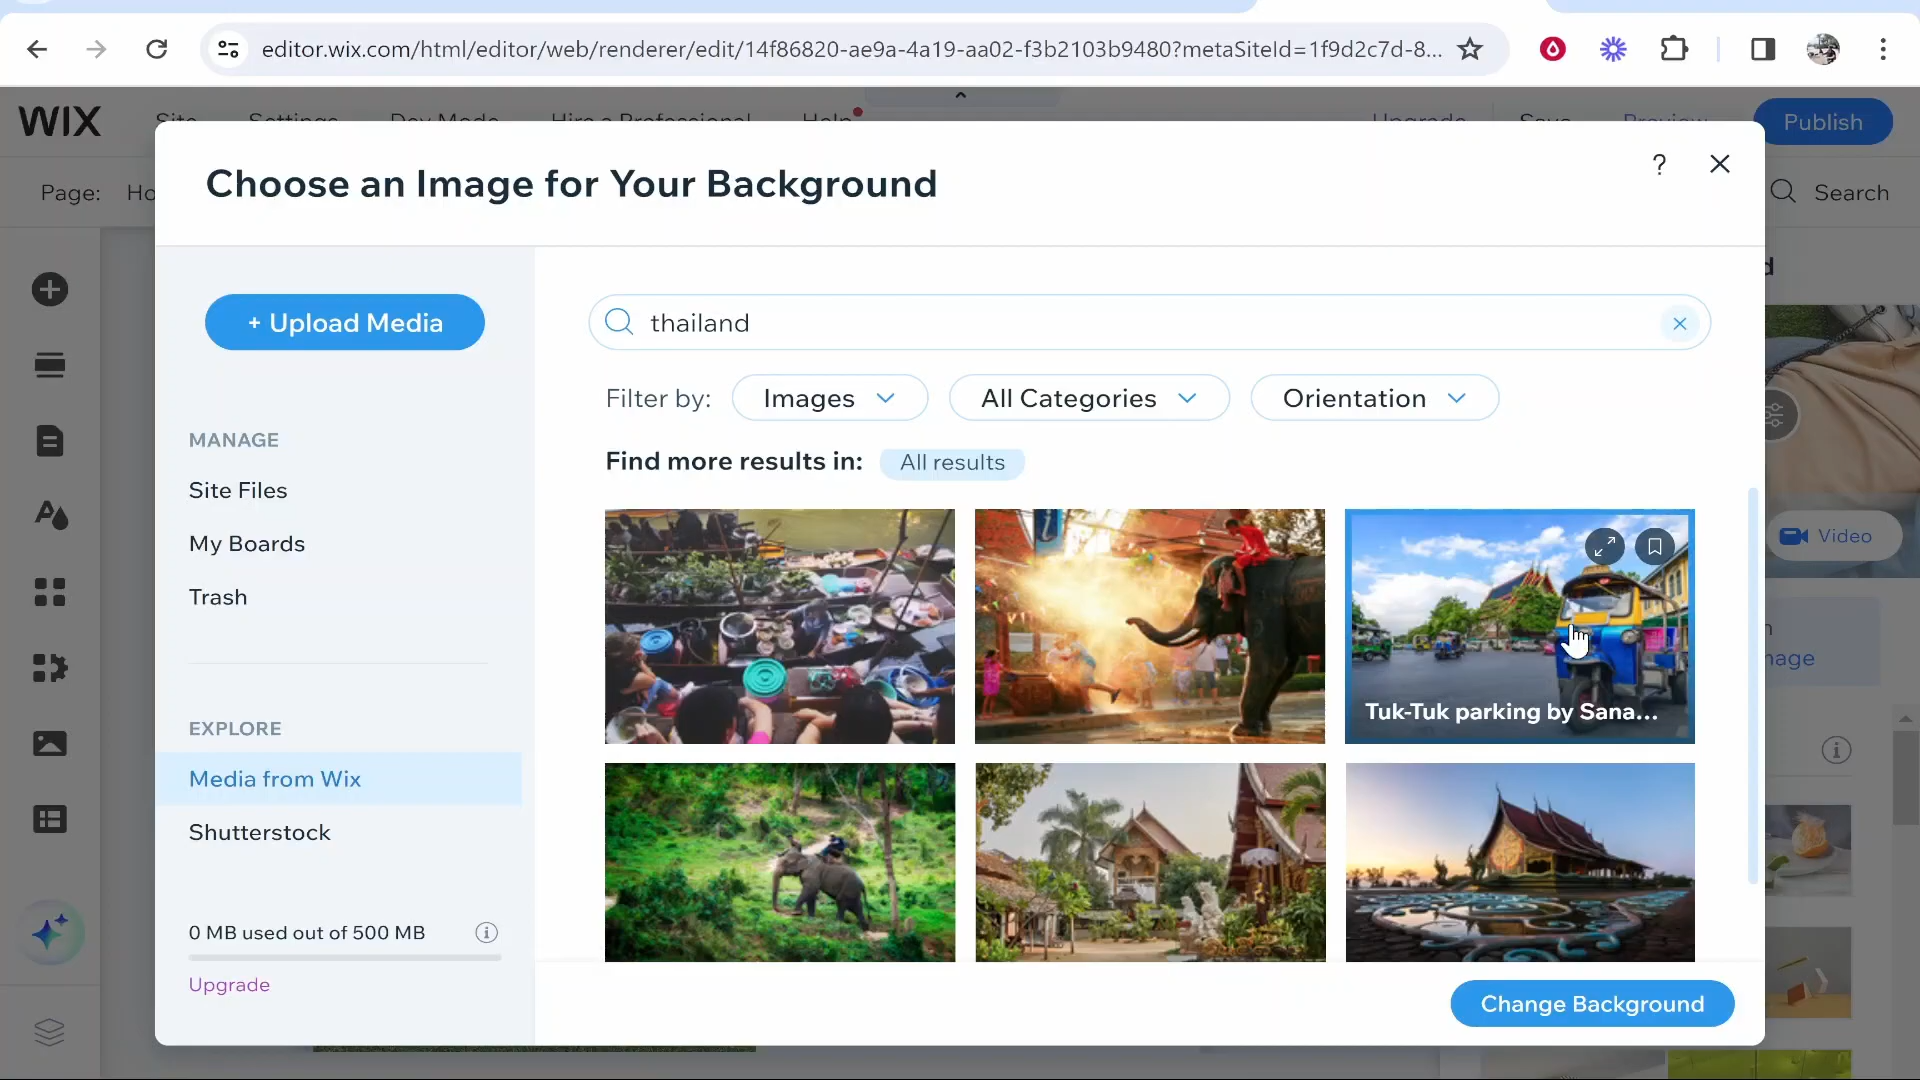 editor.wix.com/html/editor/web/renderer/edit/14f86820-ae9a-4a19-aa02-f3b2103b9480?metaSiteId=1f9d2c7d-8...
WIX Site Settings Dev Mode Hire a Professional Help Upgrade Save Preview Publish
Page: Ho
Search
Choose an Image for Your Background
?
+ Upload Media
thailand
Filter by: Images All Categories Orientation
Find more results in: All results
MANAGE
Site Files
My Boards
Trash
EXPLORE
Media from Wix
Shutterstock
0 MB used out of 500 MB
Upgrade
Tuk-Tuk parking by Sana...
Video
Change Background